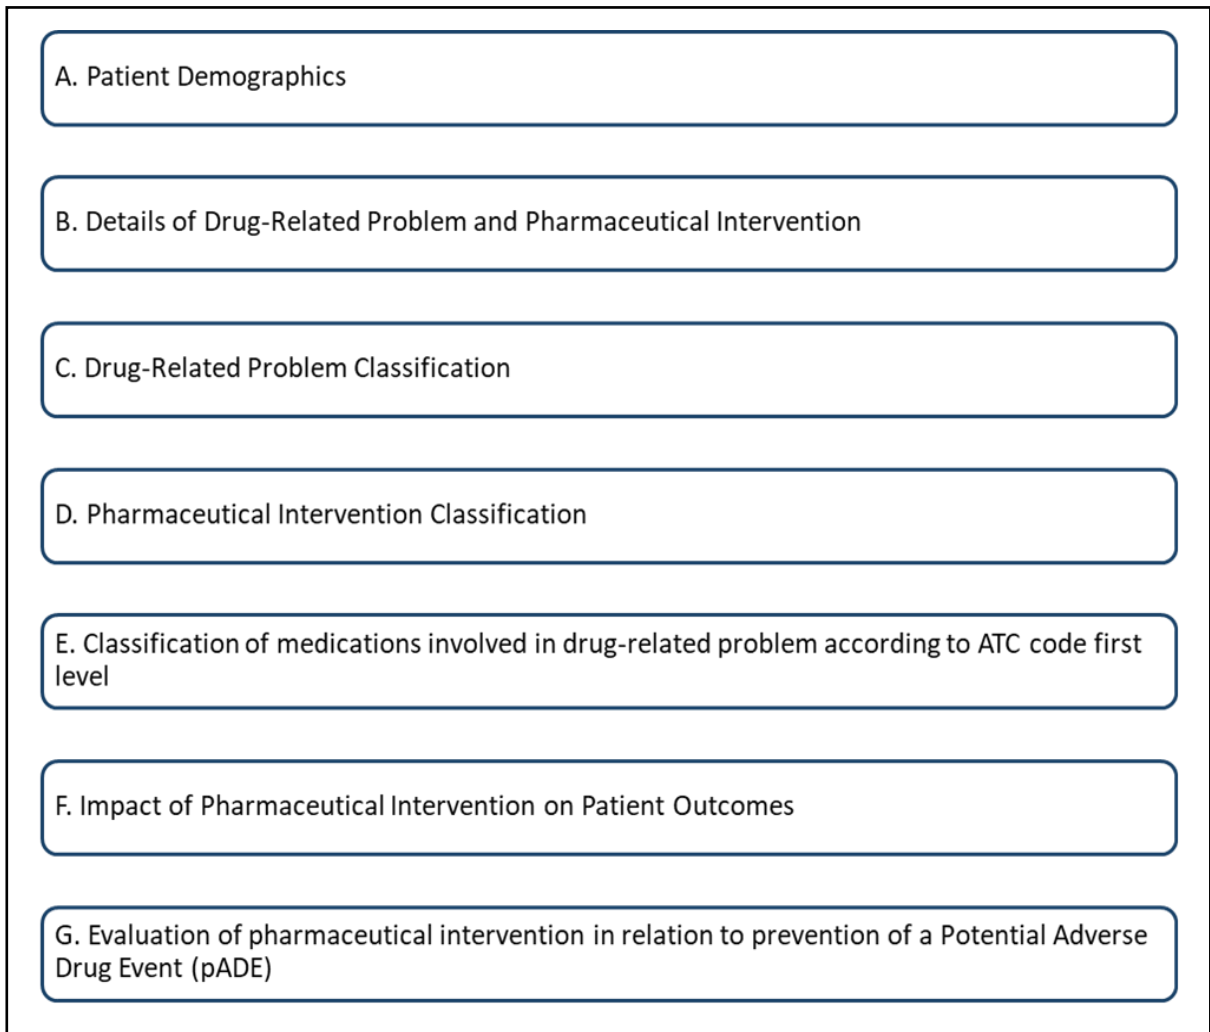 A. Patient Demographics
B. Details of Drug-Related Problem and Pharmaceutical Intervention
C. Drug-Related Problem Classification
D. Pharmaceutical Intervention Classification
E. Classification of medications involved in drug-related problem according to ATC code first
level
F. Impact of Pharmaceutical Intervention on Patient Outcomes
G. Evaluation of pharmaceutical intervention in relation to prevention of a Potential Adverse
Drug Event (pADE)